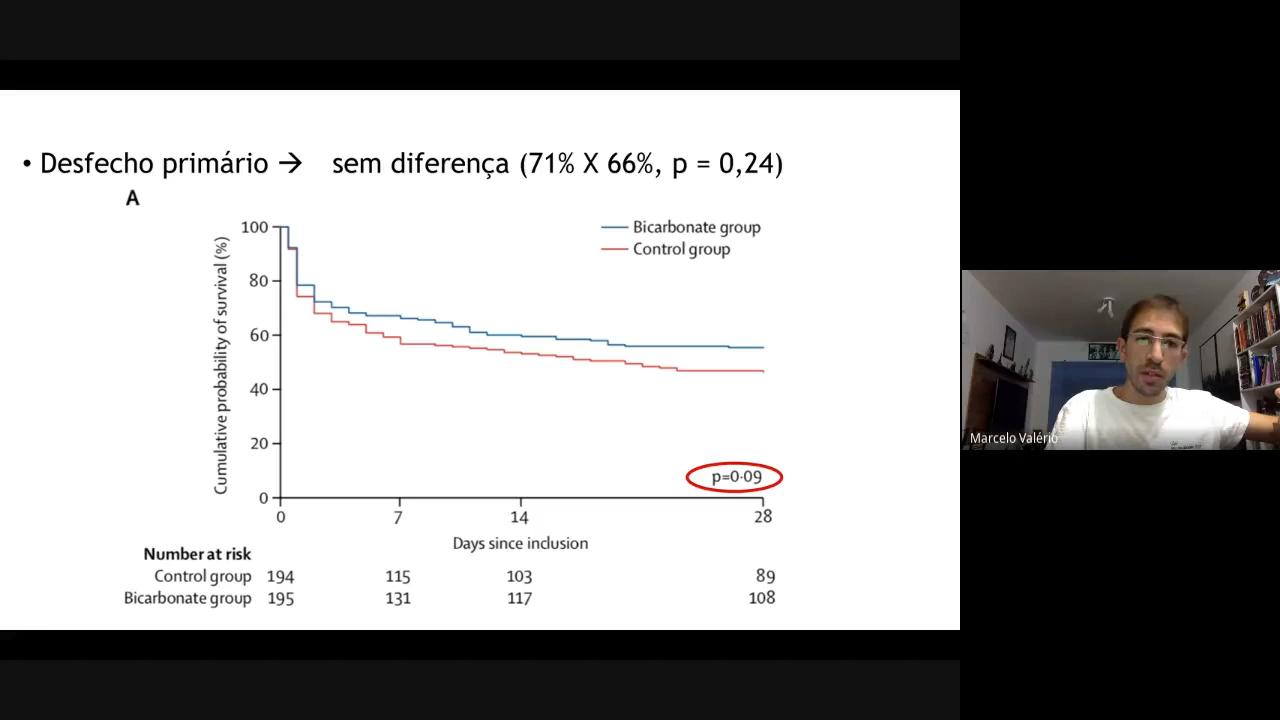 • Desfecho primário → sem diferença (71% X 66%, p = 0,24)
A
Bicarbonate group
Control group
Cumulative probability of survival (%)
100
80
60
40
20
0
p=0·09
0 7 14 28
Days since inclusion
Number at risk
Control group 194 115 103 89
Bicarbonate group 195 131 117 108
Marcelo Valério